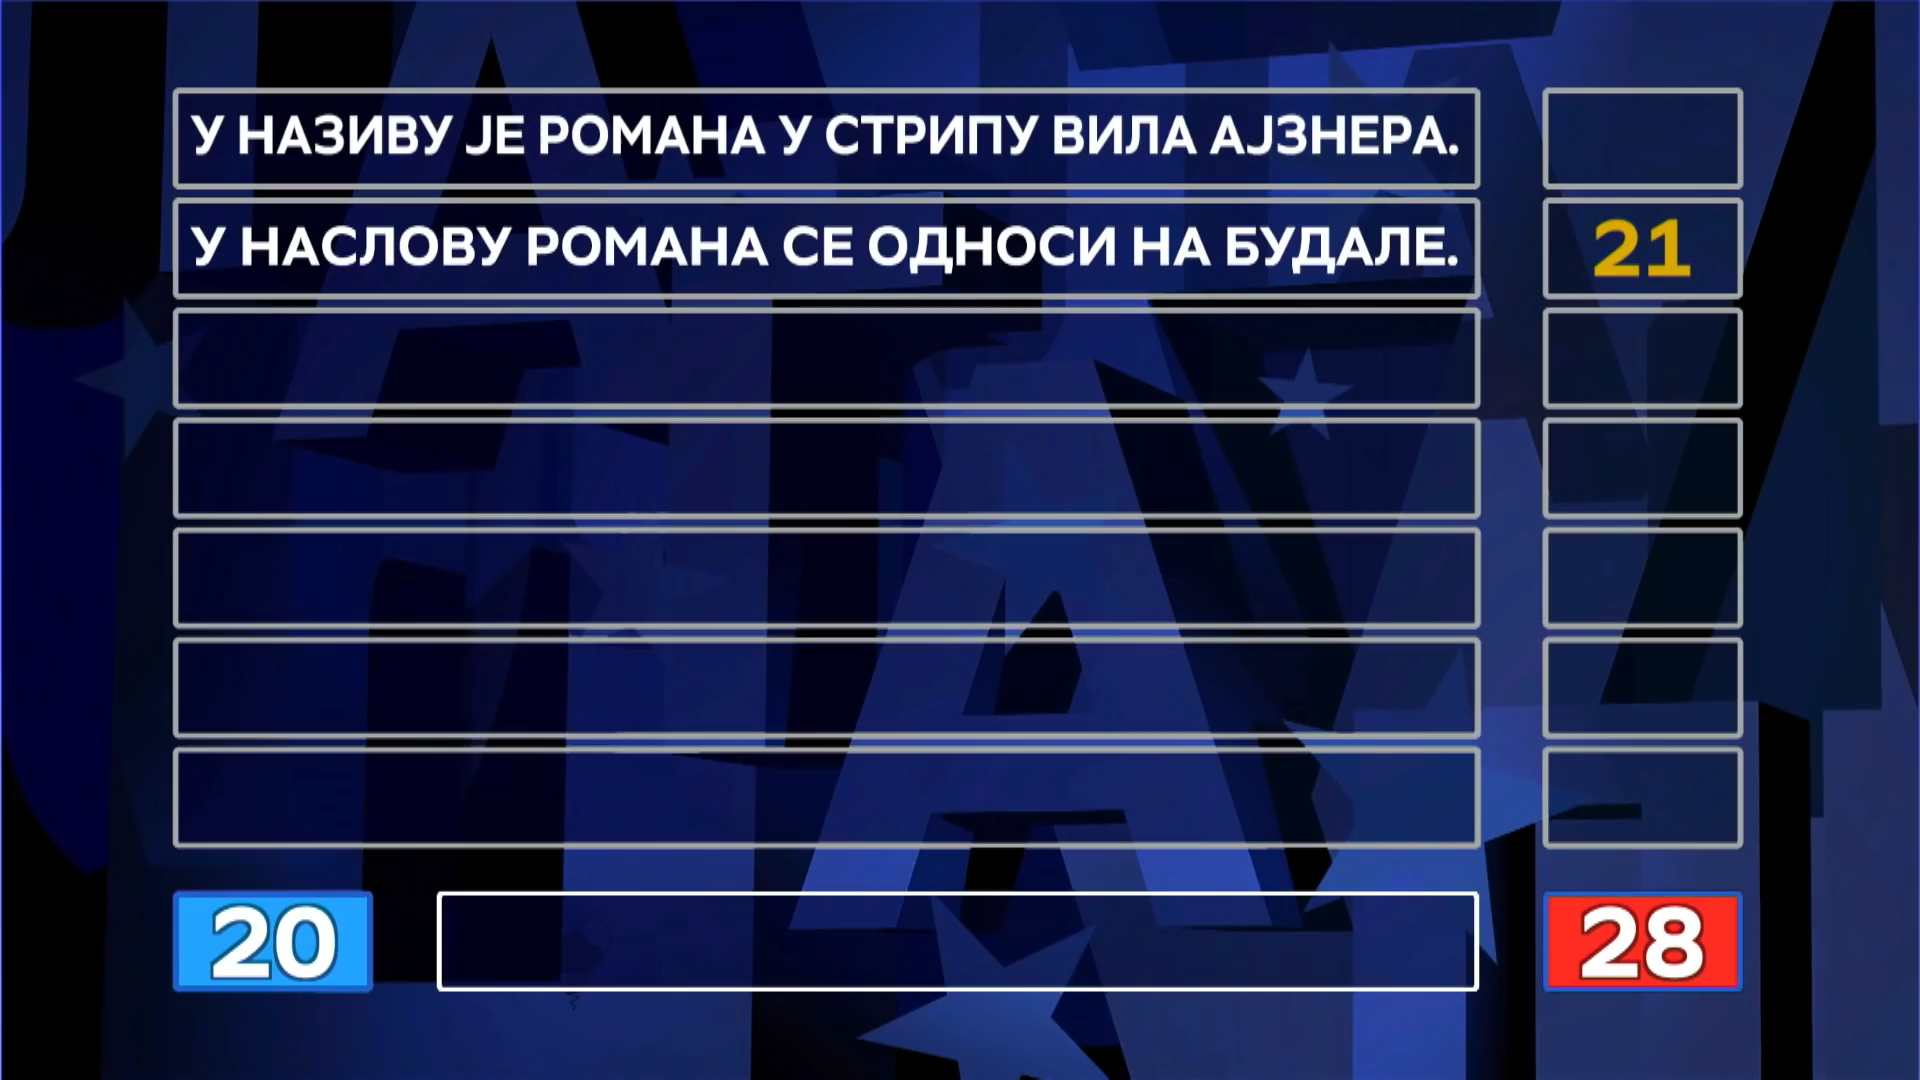 У НАЗИВУ ЈЕ РОМАНА У СТРИПУ ВИЛА АЈЗНЕРА.
У НАСЛОВУ РОМАНА СЕ ОДНОСИ НА БУДАЛЕ.
21
20
28